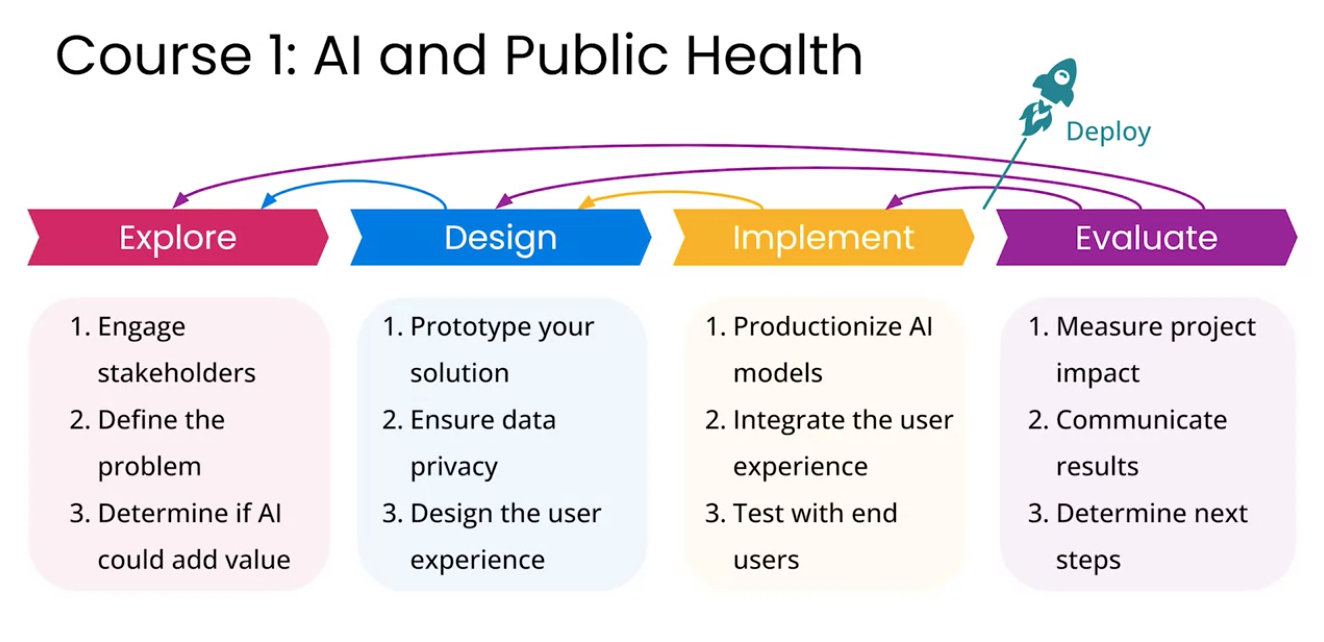 Course 1: AI and Public Health
Deploy
Explore
Design
Implement
Evaluate
1. Engage
stakeholders
2. Define the
problem
3. Determine if AI
could add value
1. Prototype your
solution
2. Ensure data
privacy
3. Design the user
experience
1. Productionize AI
models
2. Integrate the user
experience
3. Test with end
users
1. Measure project
impact
2. Communicate
results
3. Determine next
steps